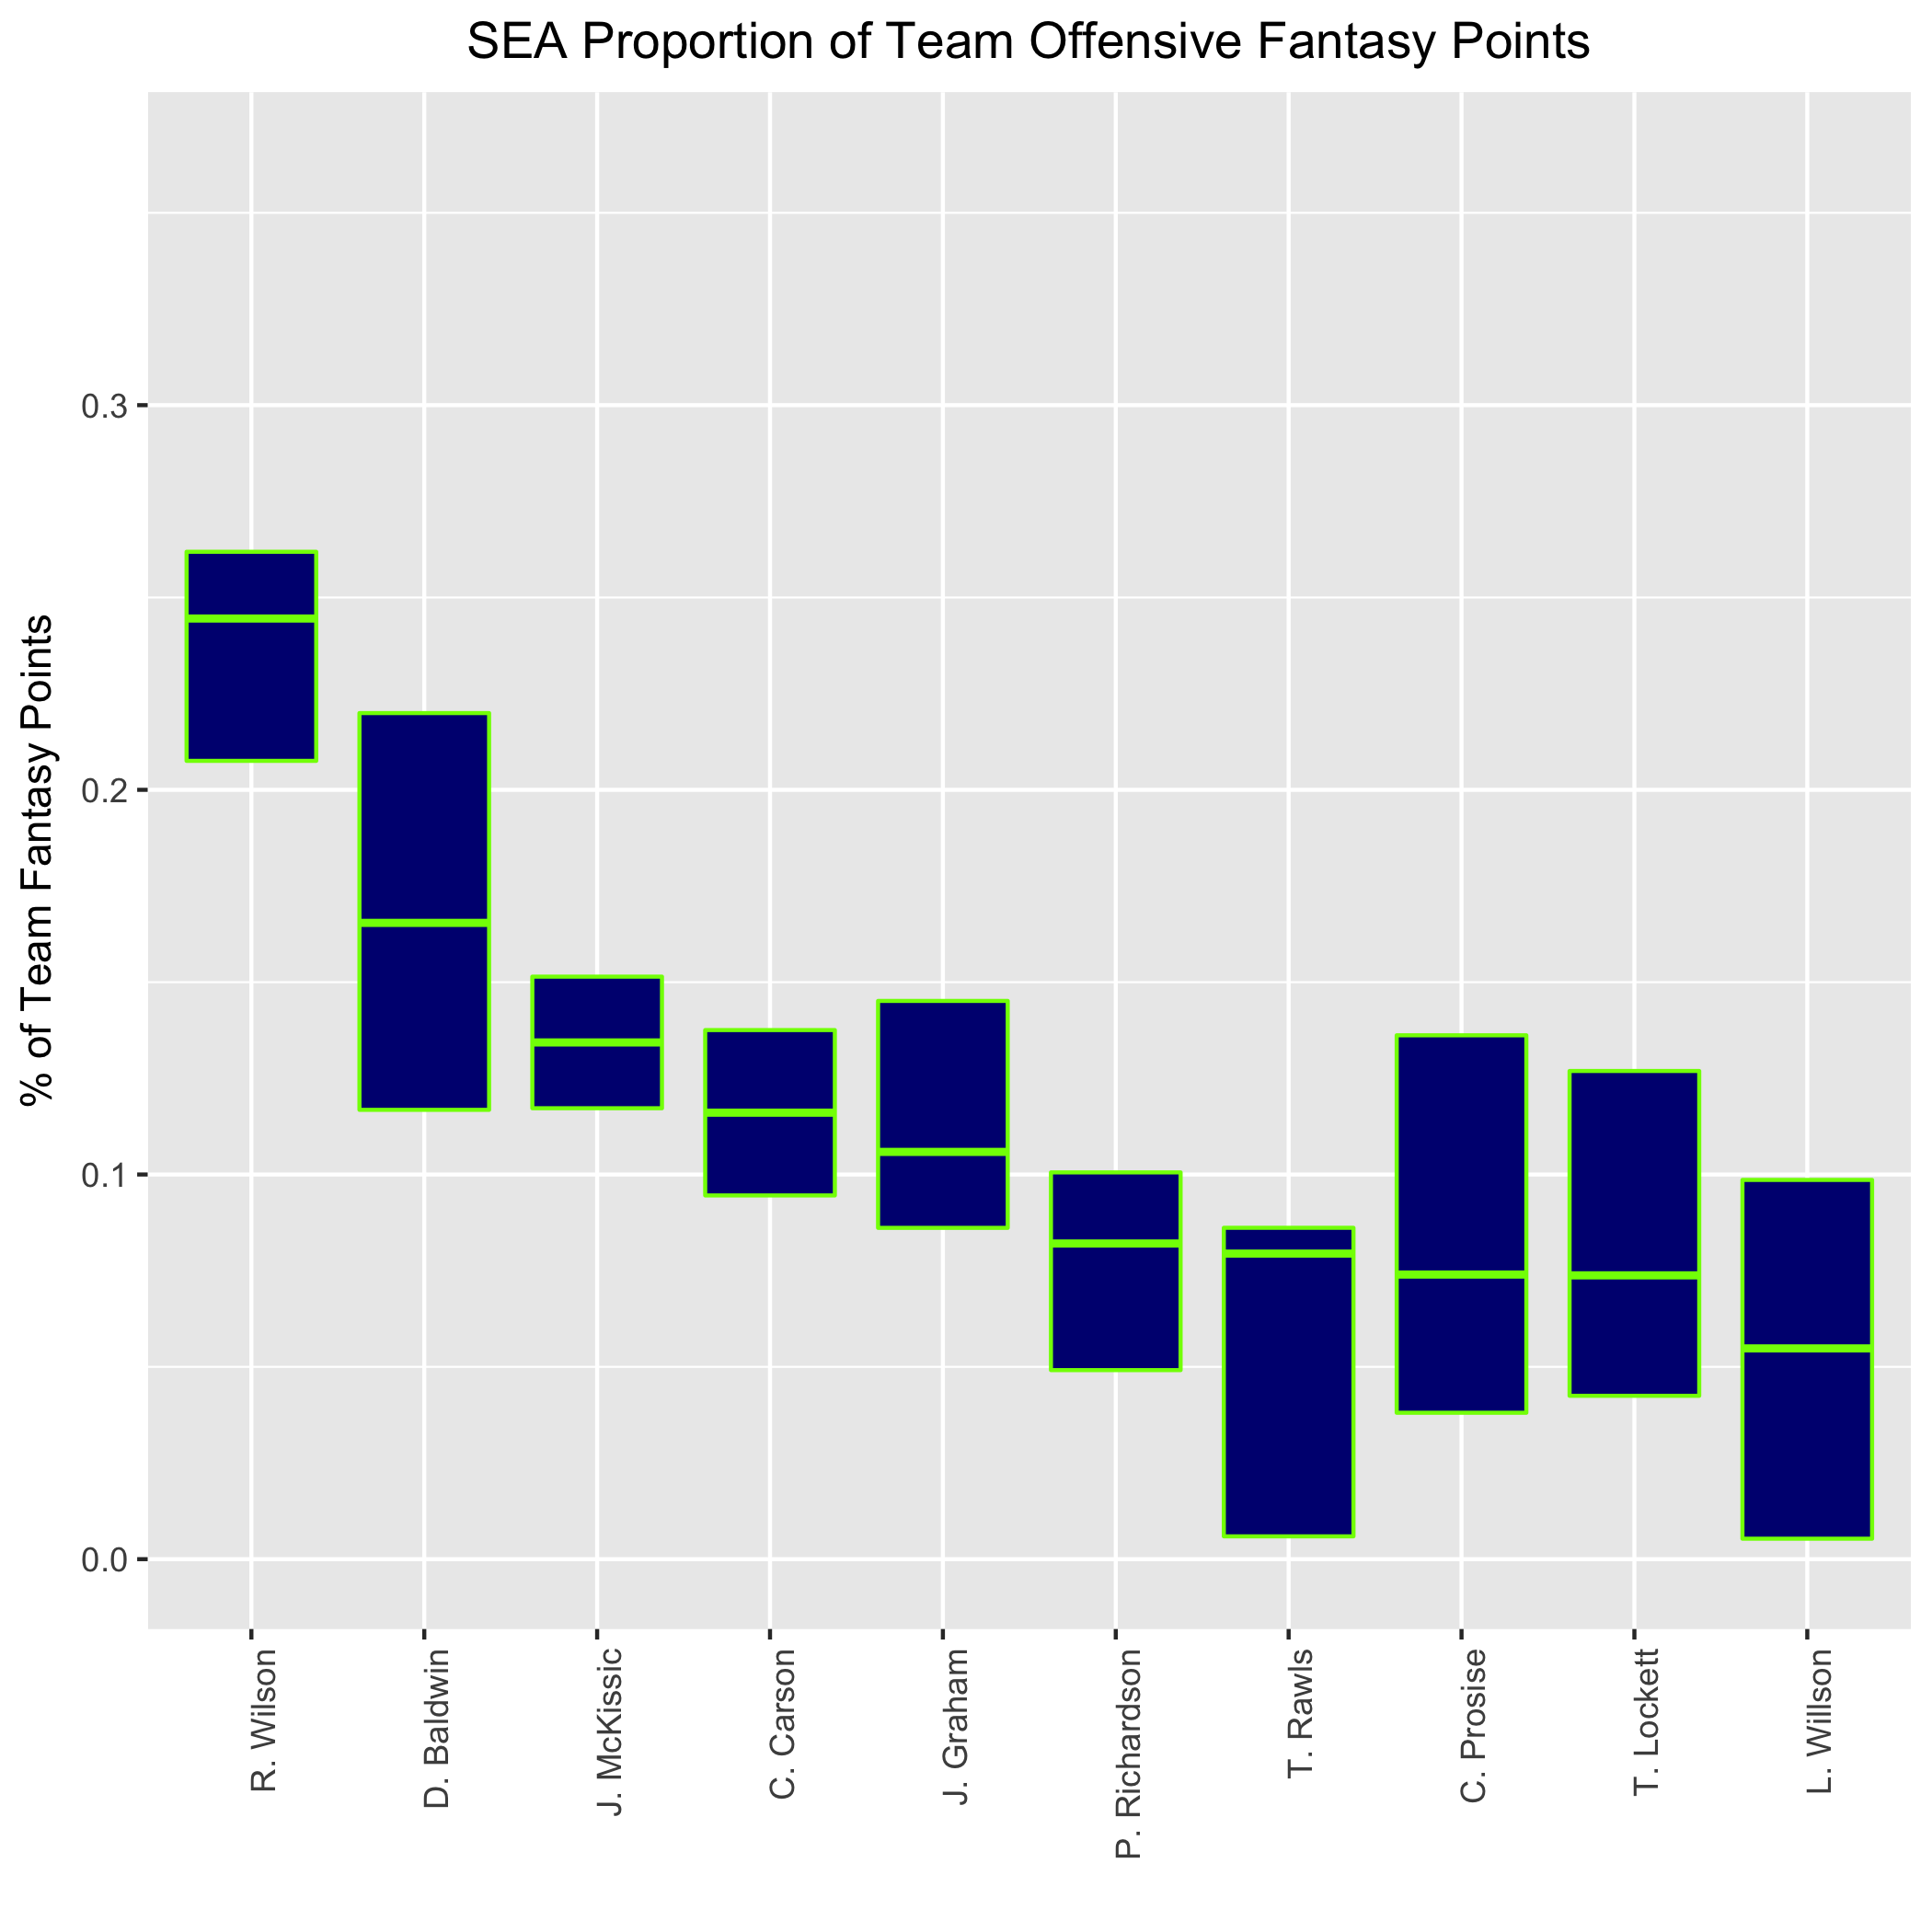 SEA Proportion of Team Offensive Fantasy Points
% of Team Fantasy Points
0.3
0.2
0.1
0.0
R. Wilson
D. Baldwin
J. McKissic
C. Carson
J. Graham
P. Richardson
T. Rawls
C. Prosise
T. Lockett
L. Willson